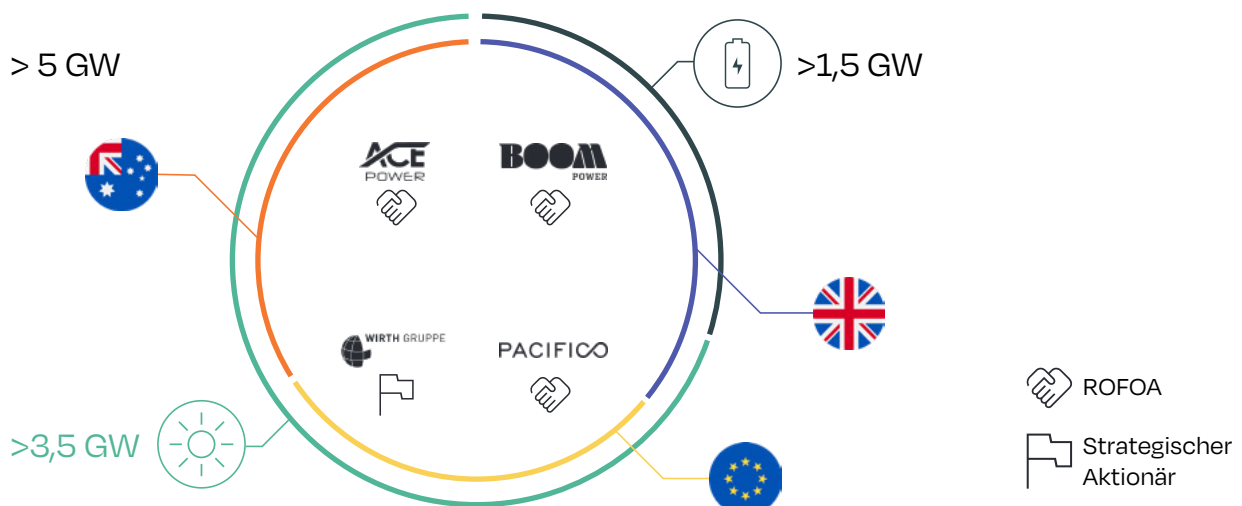 > 5 GW
>1,5 GW
ACE
POWER
BOOM
POWER
WIRTH GRUPPE
PACIFICO
>3,5 GW
ROFOA
Strategischer
Aktionär